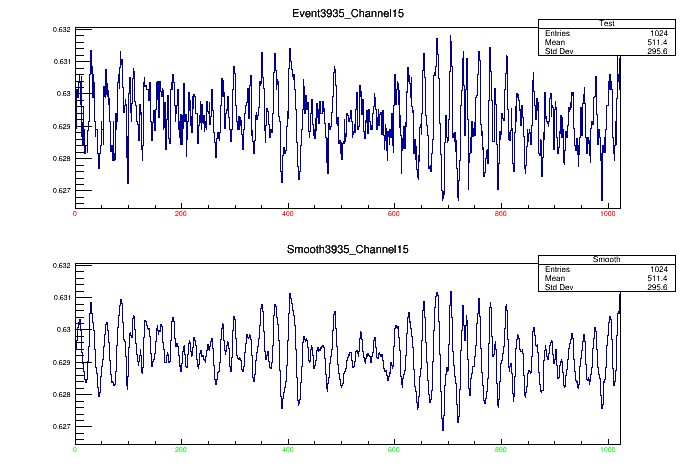 Event3935_Channel15
Test
Entries 1024
Mean 511.4
Std Dev 295.6
0.632
0.631
0.63
0.629
0.628
0.627
0 200 400 600 800 1000
Smooth3935_Channel15
Smooth
Entries 1024
Mean 511.4
Std Dev 295.6
0.632
0.631
0.63
0.629
0.628
0.627
0 200 400 600 800 1000